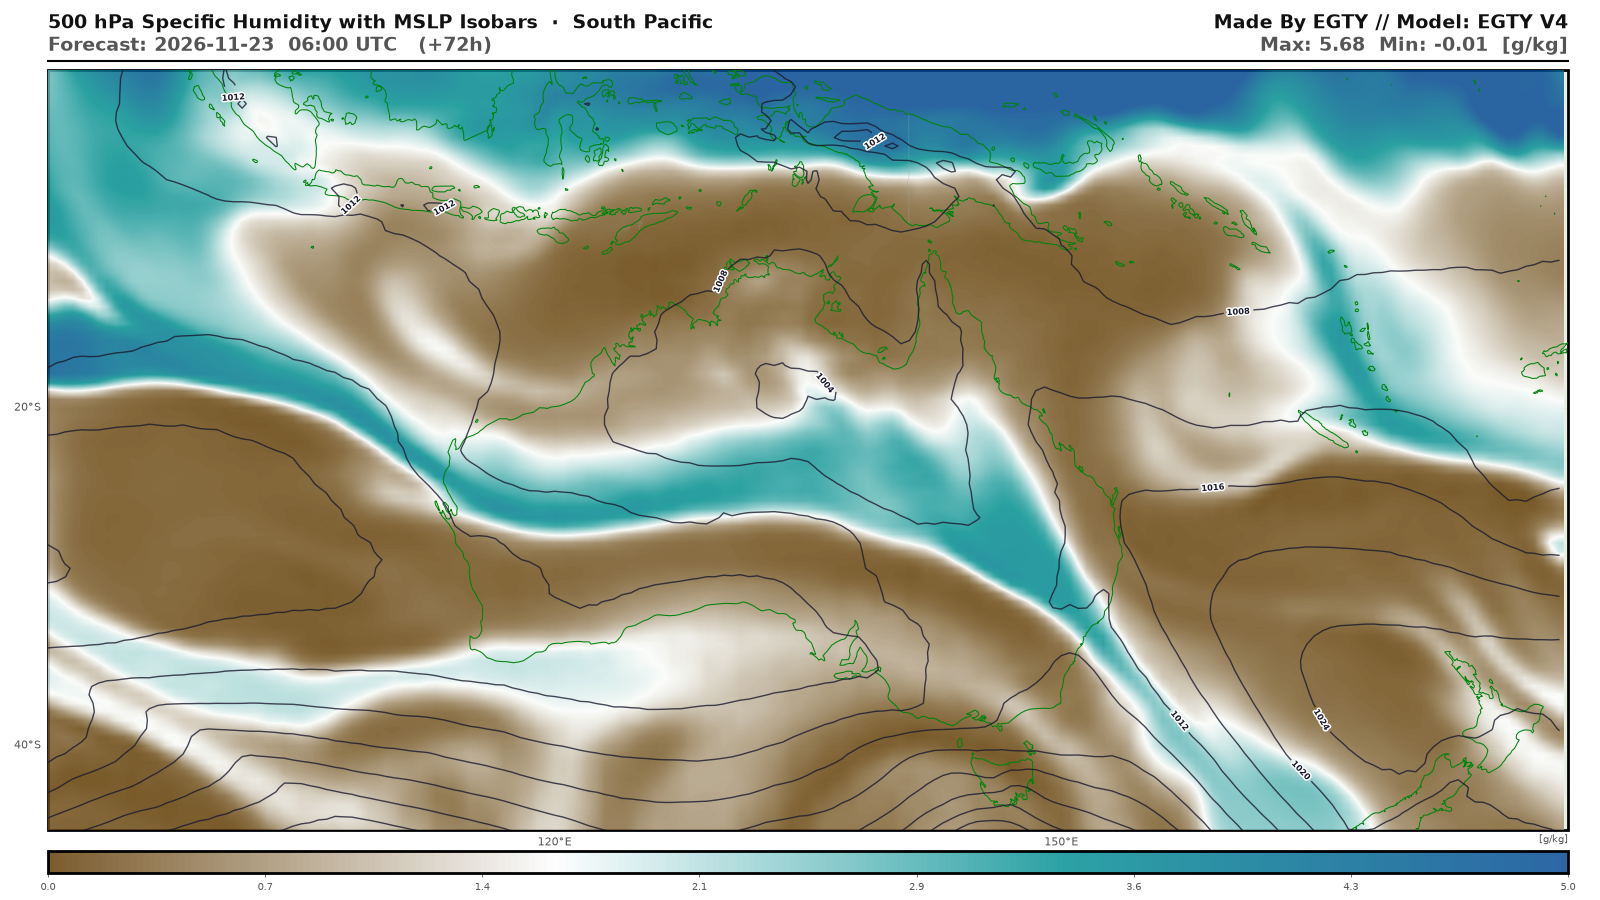 500 hPa Specific Humidity with MSLP Isobars · South Pacific
Made By EGTY // Model: EGTY V4
Forecast: 2026-11-23 06:00 UTC (+72h)
Max: 5.68 Min: -0.01 [g/kg]
1012
1012
1012
1012
1008
1008
1004
20°S
1016
1012
1024
40°S
1020
120°E
150°E
[g/kg]
0.0
0.7
1.4
2.1
2.9
3.6
4.3
5.0